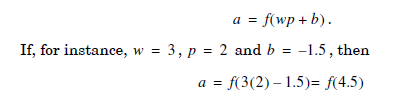 a = f(wp + b).
If, for instance, w = 3, p = 2 and b = –1.5, then
a = f(3(2) – 1.5)= f(4.5)